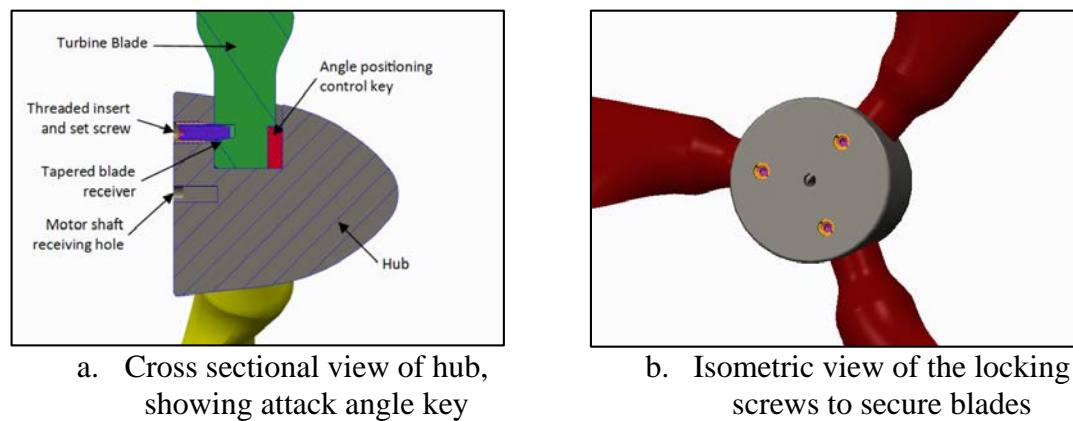 Turbine Blade
Angle positioning
control key
Threaded insert
and set screw
Tapered blade
receiver
Motor shaft
receiving hole
Hub
a. Cross sectional view of hub,
showing attack angle key
b. Isometric view of the locking
screws to secure blades